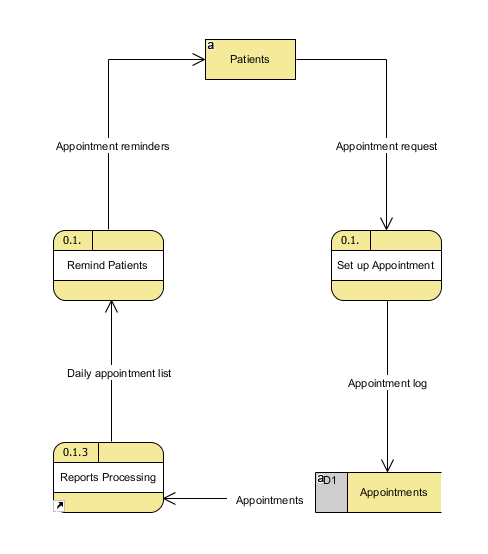 a
Patients
Appointment reminders
Appointment request
0.1.
Remind Patients
0.1.
Set up Appointment
Daily appointment list
Appointment log
0.1.3
Reports Processing
Appointments
a
D1
Appointments